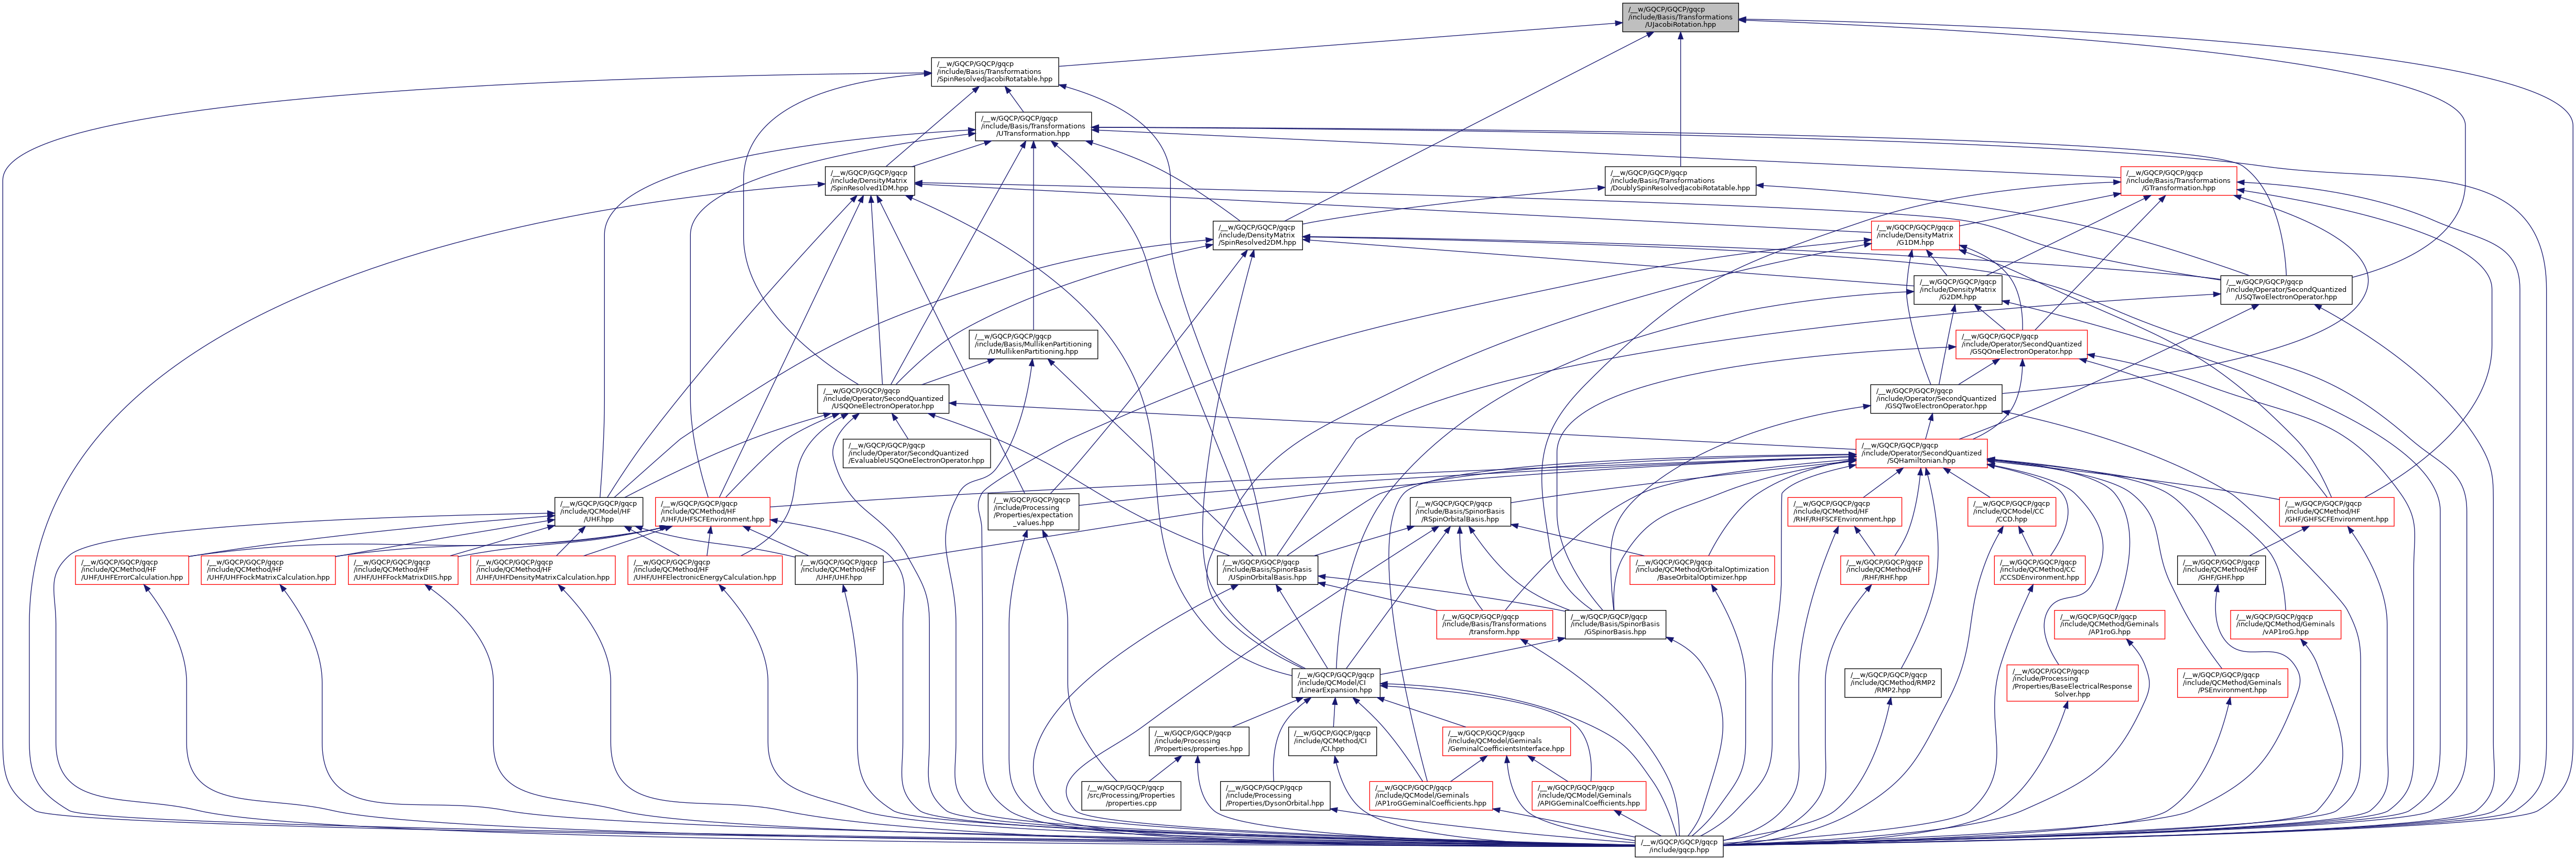 /__w/GQCP/GQCP/gqcp
/include/Basis/Transformations
/UJacobiRotation.hpp
/__w/GQCP/GQCP/gqcp
/include/Basis/Transformations
/SpinResolvedJacobiRotatable.hpp
/__w/GQCP/GQCP/gqcp
/include/Basis/Transformations
/UTransformation.hpp
/__w/GQCP/GQCP/gqcp
/include/DensityMatrix
/SpinResolved1DM.hpp
/__w/GQCP/GQCP/gqcp
/include/Basis/Transformations
/DoublySpinResolvedJacobiRotatable.hpp
/__w/GQCP/GQCP/gqcp
/include/Basis/Transformations
/GTransformation.hpp
/__w/GQCP/GQCP/gqcp
/include/DensityMatrix
/SpinResolved2DM.hpp
/__w/GQCP/GQCP/gqcp
/include/DensityMatrix
/G1DM.hpp
/__w/GQCP/GQCP/gqcp
/include/DensityMatrix
/G2DM.hpp
/__w/GQCP/GQCP/gqcp
/include/Operator/SecondQuantized
/USQTwoElectronOperator.hpp
/__w/GQCP/GQCP/gqcp
/include/Basis/MullikenPartitioning
/UMullikenPartitioning.hpp
/__w/GQCP/GQCP/gqcp
/include/Operator/SecondQuantized
/GSQOneElectronOperator.hpp
/__w/GQCP/GQCP/gqcp
/include/Operator/SecondQuantized
/USQOneElectronOperator.hpp
/__w/GQCP/GQCP/gqcp
/include/Operator/SecondQuantized
/GSQTwoElectronOperator.hpp
/__w/GQCP/GQCP/gqcp
/include/Operator/SecondQuantized
/EvaluableUSQOneElectronOperator.hpp
/__w/GQCP/GQCP/gqcp
/include/Operator/SecondQuantized
/SQHamiltonian.hpp
/__w/GQCP/GQCP/gqcp
/include/QCModel/HF
/UHF.hpp
/__w/GQCP/GQCP/gqcp
/include/QCMethod/HF
/UHF/UHFSCFEnvironment.hpp
/__w/GQCP/GQCP/gqcp
/include/Processing
/Properties/expectation
_values.hpp
/__w/GQCP/GQCP/gqcp
/include/Basis/SpinorBasis
/RSpinOrbitalBasis.hpp
/__w/GQCP/GQCP/gqcp
/include/QCMethod/HF
/RHF/RHFSCFEnvironment.hpp
/__w/GQCP/GQCP/gqcp
/include/QCModel/CC
/CCD.hpp
/__w/GQCP/GQCP/gqcp
/include/QCMethod/HF
/GHF/GHFSCFEnvironment.hpp
/__w/GQCP/GQCP/gqcp
/include/QCMethod/HF
/UHF/UHFErrorCalculation.hpp
/__w/GQCP/GQCP/gqcp
/include/QCMethod/HF
/UHF/UHFFockMatrixCalculation.hpp
/__w/GQCP/GQCP/gqcp
/include/QCMethod/HF
/UHF/UHFFockMatrixDIIS.hpp
/__w/GQCP/GQCP/gqcp
/include/QCMethod/HF
/UHF/UHFDensityMatrixCalculation.hpp
/__w/GQCP/GQCP/gqcp
/include/QCMethod/HF
/UHF/UHFElectronicEnergyCalculation.hpp
/__w/GQCP/GQCP/gqcp
/include/QCMethod/HF
/UHF/UHF.hpp
/__w/GQCP/GQCP/gqcp
/include/Basis/SpinorBasis
/USpinOrbitalBasis.hpp
/__w/GQCP/GQCP/gqcp
/include/QCMethod/OrbitalOptimization
/BaseOrbitalOptimizer.hpp
/__w/GQCP/GQCP/gqcp
/include/QCMethod/HF
/RHF/RHF.hpp
/__w/GQCP/GQCP/gqcp
/include/QCMethod/CC
/CCSDEnvironment.hpp
/__w/GQCP/GQCP/gqcp
/include/QCMethod/HF
/GHF/GHF.hpp
/__w/GQCP/GQCP/gqcp
/include/Basis/Transformations
/transform.hpp
/__w/GQCP/GQCP/gqcp
/include/Basis/SpinorBasis
/GSpinorBasis.hpp
/__w/GQCP/GQCP/gqcp
/include/QCMethod/Geminals
/AP1roG.hpp
/__w/GQCP/GQCP/gqcp
/include/QCMethod/Geminals
/vAP1roG.hpp
/__w/GQCP/GQCP/gqcp
/include/QCModel/CI
/LinearExpansion.hpp
/__w/GQCP/GQCP/gqcp
/include/QCMethod/RMP2
/RMP2.hpp
/__w/GQCP/GQCP/gqcp
/include/Processing
/Properties/BaseElectricalResponse
Solver.hpp
/__w/GQCP/GQCP/gqcp
/include/QCMethod/Geminals
/PSEnvironment.hpp
/__w/GQCP/GQCP/gqcp
/include/Processing
/Properties/properties.hpp
/__w/GQCP/GQCP/gqcp
/include/QCMethod/CI
/CI.hpp
/__w/GQCP/GQCP/gqcp
/include/QCModel/Geminals
/GeminalCoefficientsInterface.hpp
/__w/GQCP/GQCP/gqcp
/src/Processing/Properties
/properties.cpp
/__w/GQCP/GQCP/gqcp
/include/Processing
/Properties/DysonOrbital.hpp
/__w/GQCP/GQCP/gqcp
/include/QCModel/Geminals
/AP1roGGeminalCoefficients.hpp
/__w/GQCP/GQCP/gqcp
/include/QCModel/Geminals
/APIGGeminalCoefficients.hpp
/__w/GQCP/GQCP/gqcp
/include/gqcp.hpp